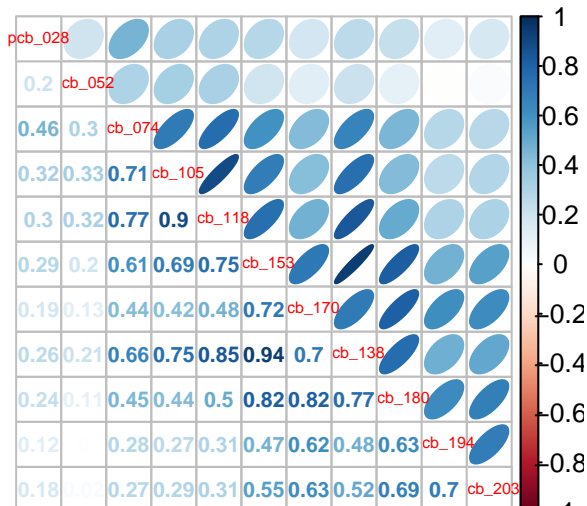 pcb_028
0.2 cb_052
0.46 0.3 cb_074
0.32 0.33 0.71 cb_105
0.3 0.32 0.77 0.9 cb_118
0.29 0.2 0.61 0.69 0.75 cb_153
0.19 0.13 0.44 0.42 0.48 0.72 cb_170
0.26 0.21 0.66 0.75 0.85 0.94 0.7 cb_138
0.24 0.11 0.45 0.44 0.5 0.82 0.82 0.77 cb_180
0.12 0.28 0.27 0.31 0.47 0.62 0.48 0.63 cb_194
0.18 0.02 0.27 0.29 0.31 0.55 0.63 0.52 0.69 0.7 cb_203
1
0.8
0.6
0.4
0.2
0
-0.2
-0.4
-0.6
-0.8